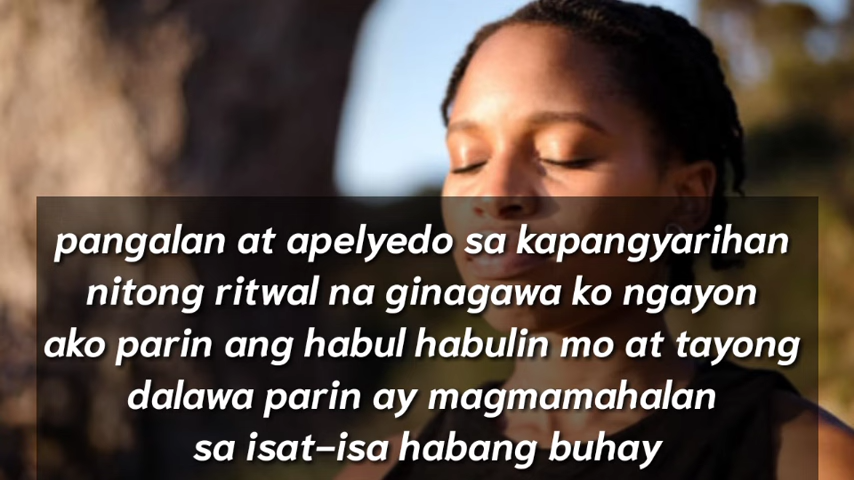 pangalan at apelyedo sa kapangyarihan
nitong ritwal na ginagawa ko ngayon
ako parin ang habul habulin mo at tayong
dalawa parin ay magmamahalan
sa isat-isa habang buhay